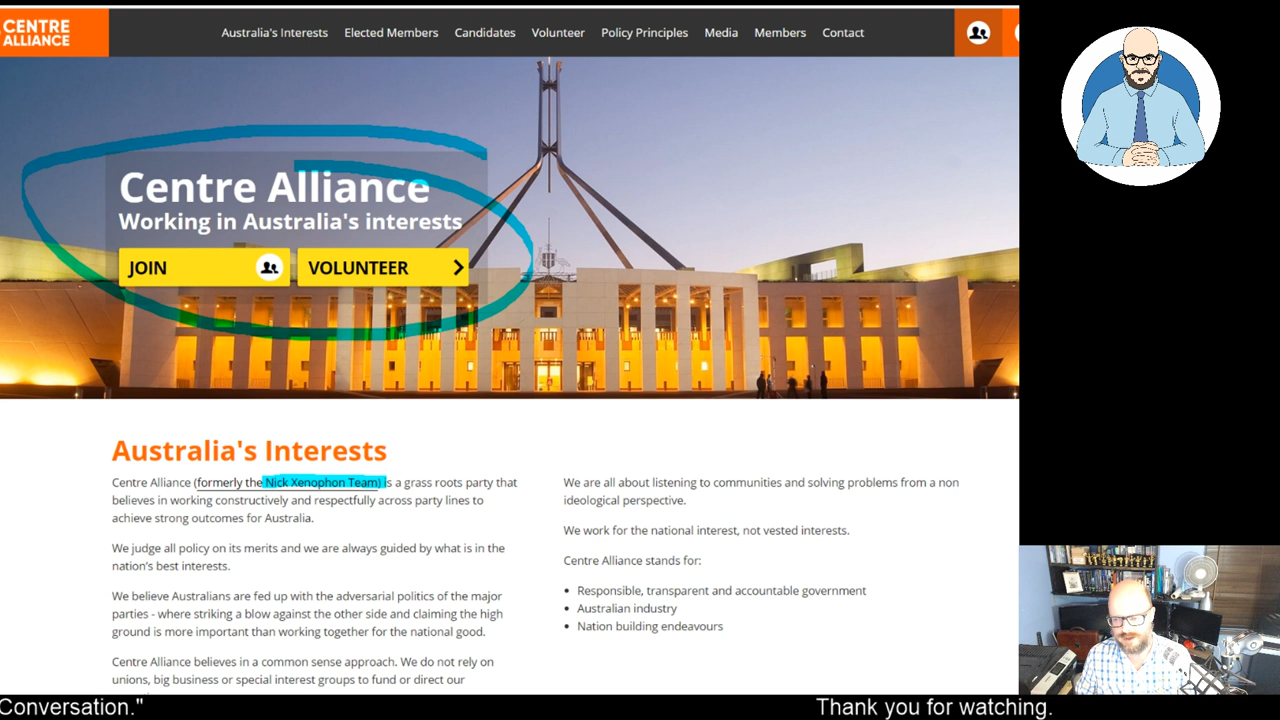 CENTRE
ALLIANCE
Australia's Interests Elected Members Candidates Volunteer Policy Principles Media Members Contact
Centre Alliance
Working in Australia's interests
JOIN VOLUNTEER
Australia's Interests
Centre Alliance (formerly the Nick Xenophon Team) is a grass roots party that
believes in working constructively and respectfully across party lines to
achieve strong outcomes for Australia.
We judge all policy on its merits and we are always guided by what is in the
nation's best interests.
We believe Australians are fed up with the adversarial politics of the major
parties - where striking a blow against the other side and claiming the high
ground is more important than working together for the national good.
Centre Alliance believes in a common sense approach. We do not rely on
unions, big business or special interest groups to fund or direct our
We are all about listening to communities and solving problems from a non
ideological perspective.
We work for the national interest, not vested interests.
Centre Alliance stands for:
• Responsible, transparent and accountable government
• Australian industry
• Nation building endeavours
Conversation." Thank you for watching.